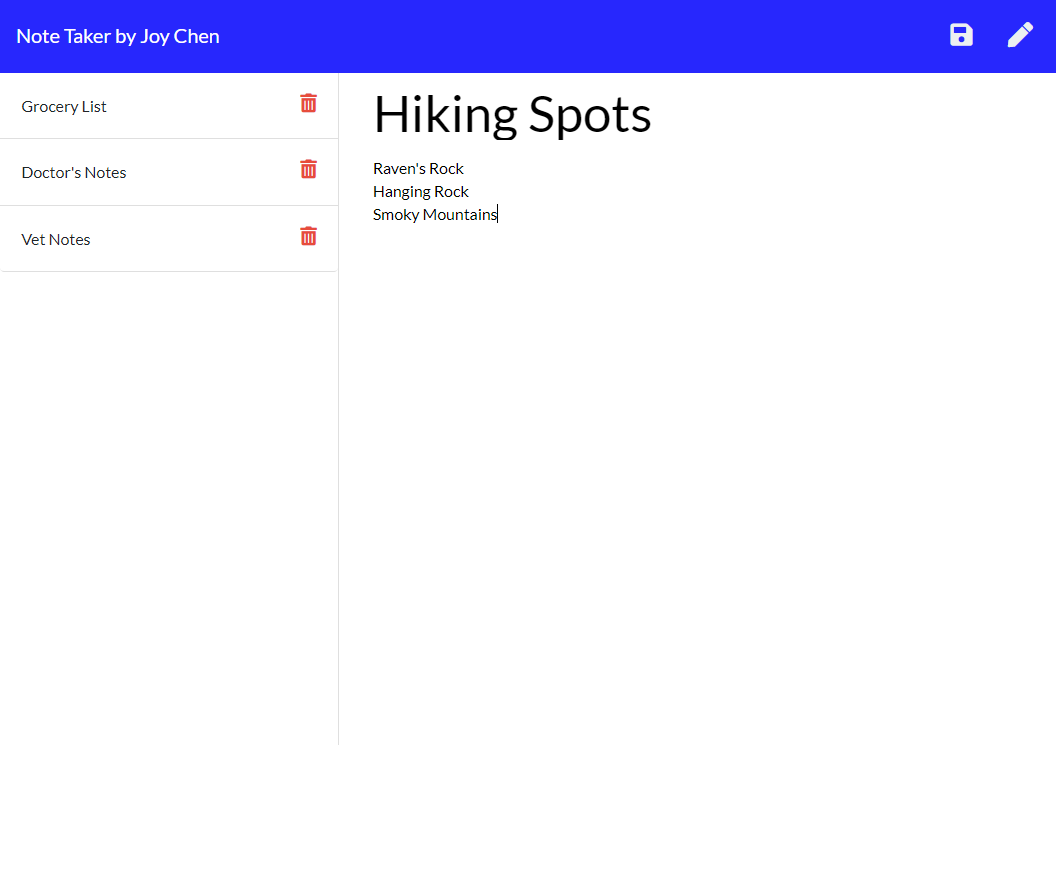 Note Taker by Joy Chen
Grocery List
Doctor's Notes
Vet Notes
Hiking Spots
Raven's Rock
Hanging Rock
Smoky Mountains